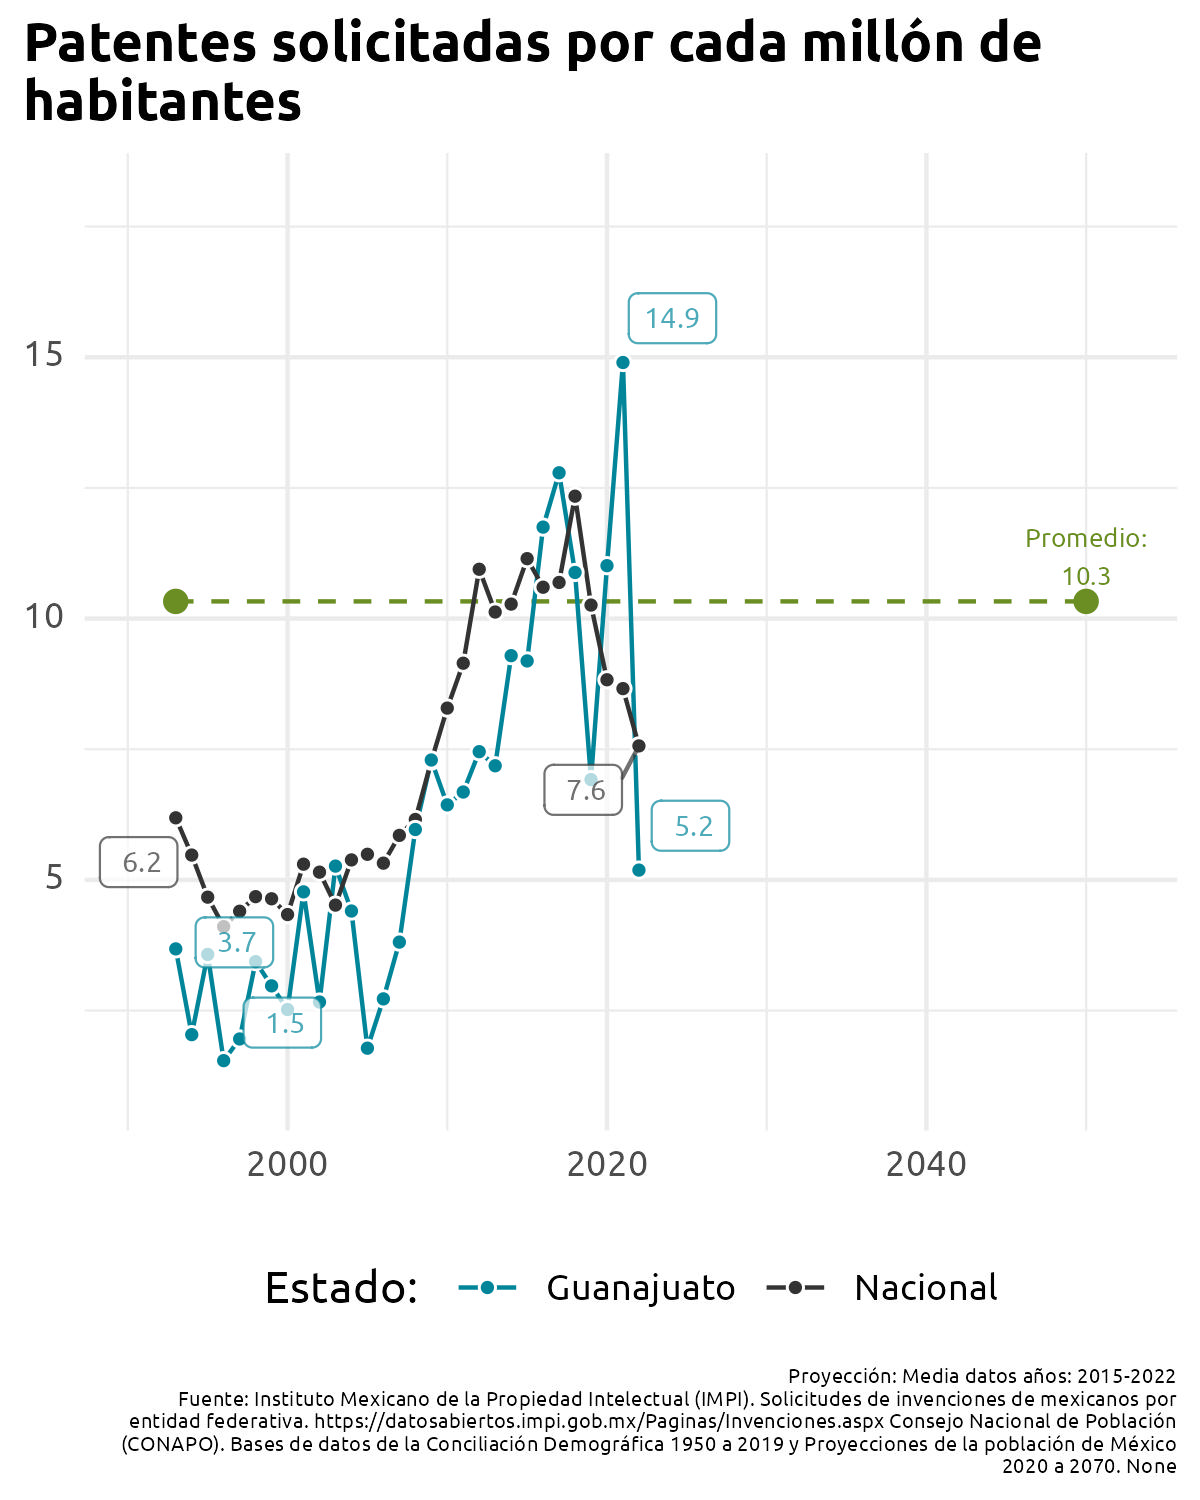 Patentes solicitadas por cada millón de
habitantes
14.9
15
Promedio:
10.3
10
7.6
5.2
6.2
5
3.7
1.5
2000
2020
2040
Estado:
Guanajuato
Nacional
Proyección: Media datos años: 2015-2022
Fuente: Instituto Mexicano de la Propiedad Intelectual (IMPI). Solicitudes de invenciones de mexicanos por
entidad federativa. https://datosabiertos.impi.gob.mx/Paginas/Invenciones.aspx Consejo Nacional de Población
(CONAPO). Bases de datos de la Conciliación Demográfica 1950 a 2019 y Proyecciones de la población de México
2020 a 2070. None